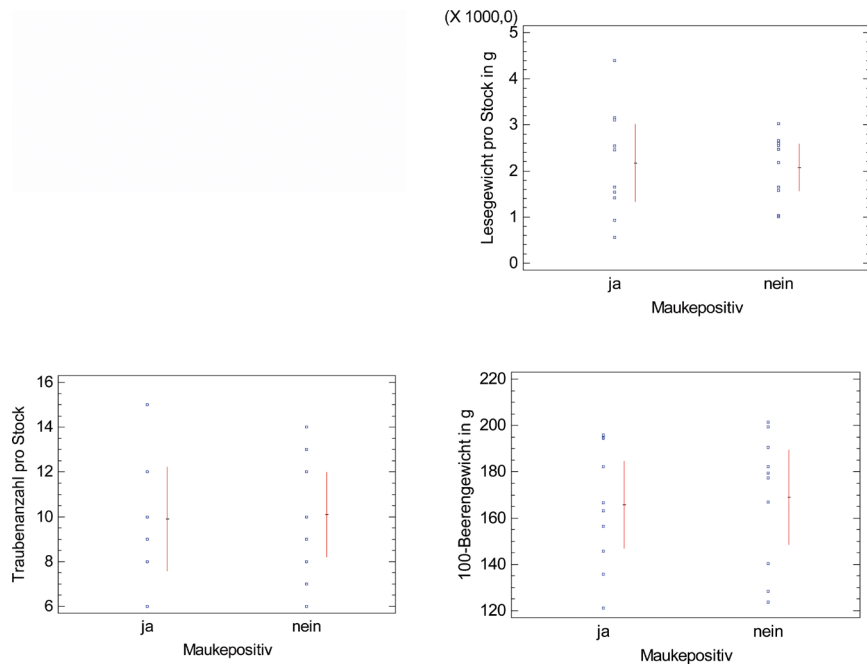 (X 1000,0)
Lesegewicht pro Stock in g
5
4
3
2
1
0
ja nein
Maukepositiv
Traubenanzahl pro Stock
16
14
12
10
8
6
ja nein
Maukepositiv
100-Beerengewicht in g
220
200
180
160
140
120
ja nein
Maukepositiv